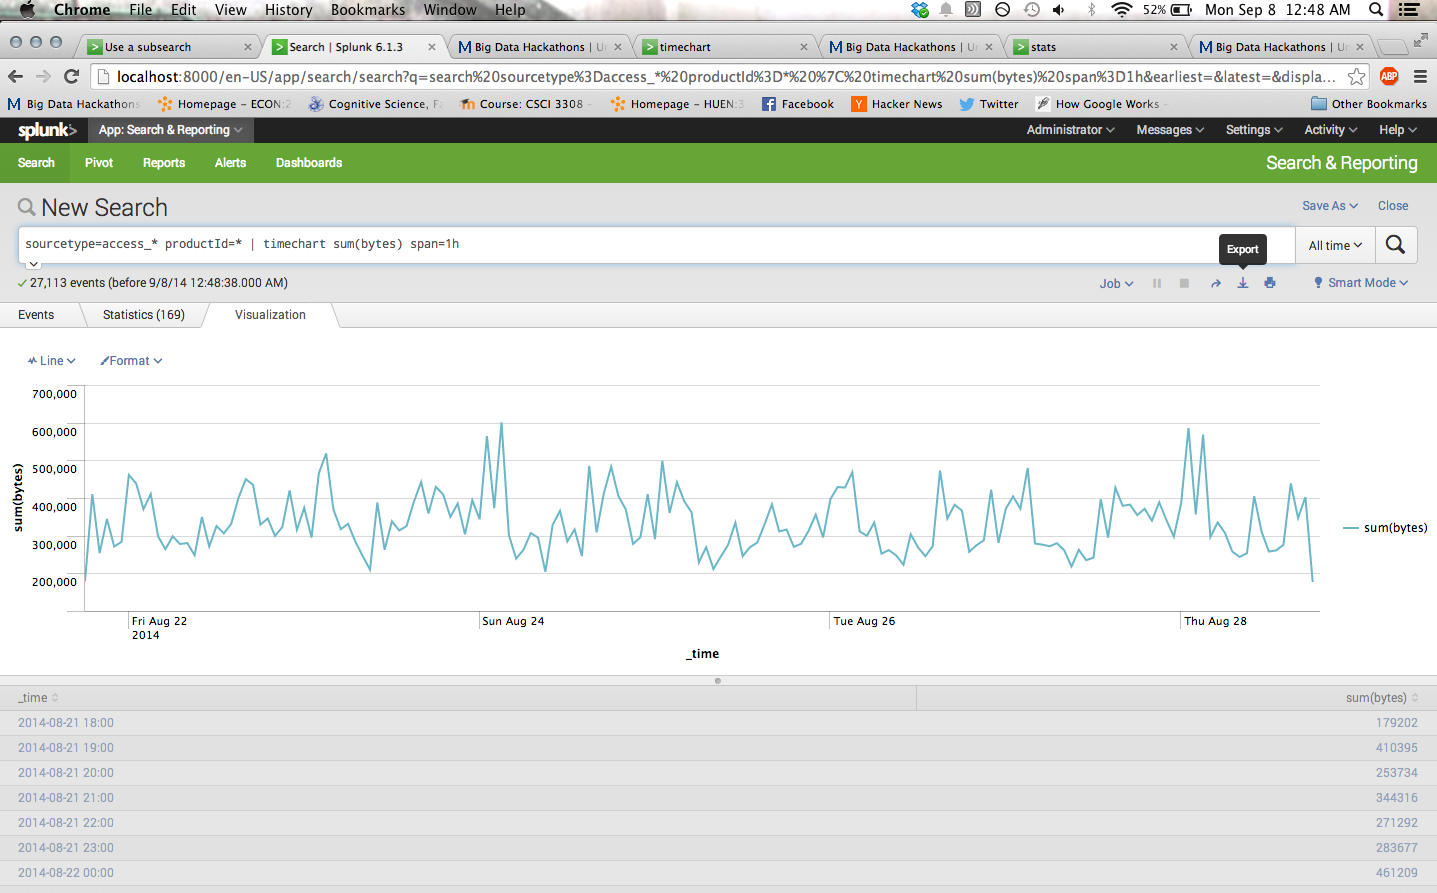 Chrome File Edit View History Bookmarks Window Help 52% Mon Sep 8 12:48 AM
Use a subsearch × Search | Splunk 6.1.3 × Big Data Hackathons | Un × timechart × Big Data Hackathons | Un × stats × Big Data Hackathons | Un ×
localhost:8000/en-US/app/search/search?q=search%20sourcetype%3Daccess_*%20productId%3D*%20%7C%20timechart%20sum(bytes)%20span%3D1h&earliest=&latest=&displa... ABP
Big Data Hackathons Homepage – ECON:2 Cognitive Science, Fa Course: CSCI 3308 – Homepage – HUEN:3 Facebook Hacker News Twitter How Google Works – Other Bookmarks
splunk> App: Search & Reporting Administrator Messages Settings Activity Help
Search Pivot Reports Alerts Dashboards Search & Reporting
New Search Save As Close
sourcetype=access_* productId=* | timechart sum(bytes) span=1h Export All time
27,113 events (before 9/8/14 12:48:38.000 AM) Job Smart Mode
Events Statistics (169) Visualization
Line Format
700,000
600,000
500,000
400,000
300,000
200,000
sum(bytes)
sum(bytes)
Fri Aug 22 Sun Aug 24 Tue Aug 26 Thu Aug 28
2014
_time
_time sum(bytes)
2014-08-21 18:00 179202
2014-08-21 19:00 410395
2014-08-21 20:00 253734
2014-08-21 21:00 344316
2014-08-21 22:00 271292
2014-08-21 23:00 283677
2014-08-22 00:00 461209